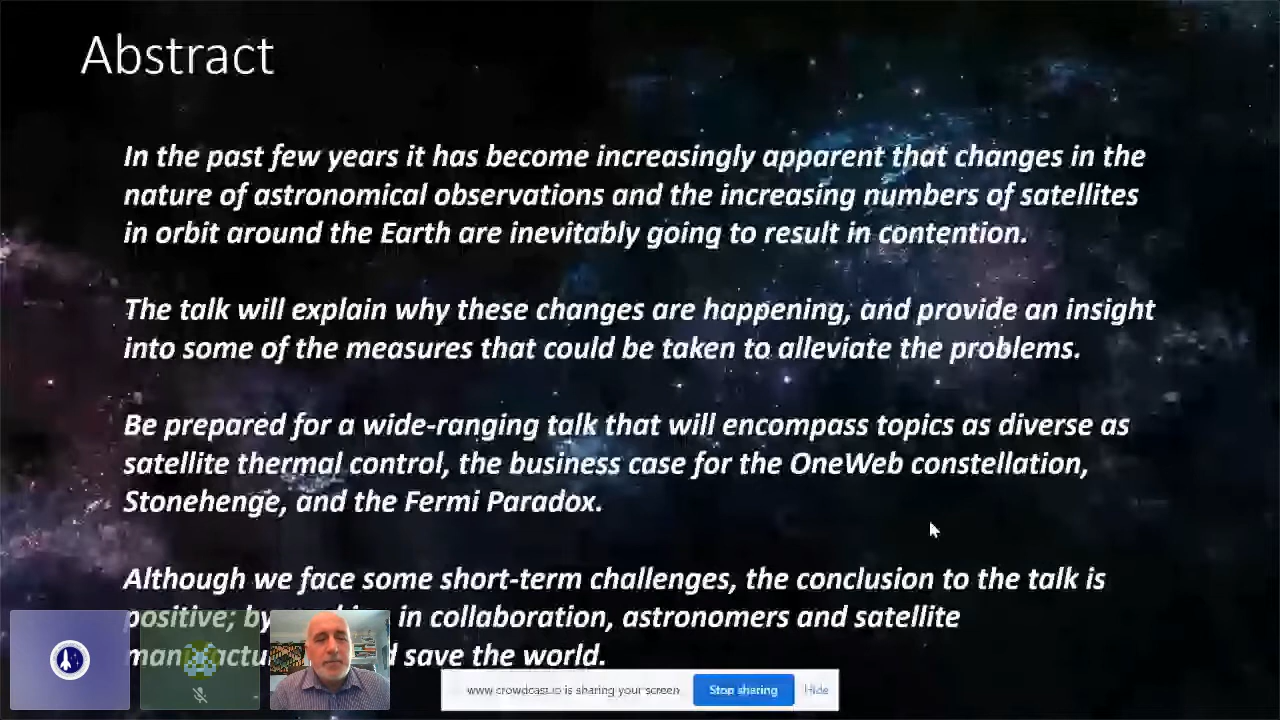 Abstract
In the past few years it has become increasingly apparent that changes in the
nature of astronomical observations and the increasing numbers of satellites
in orbit around the Earth are inevitably going to result in contention.
The talk will explain why these changes are happening, and provide an insight
into some of the measures that could be taken to alleviate the problems.
Be prepared for a wide-ranging talk that will encompass topics as diverse as
satellite thermal control, the business case for the OneWeb constellation,
Stonehenge, and the Fermi Paradox.
Although we face some short-term challenges, the conclusion to the talk is
positive; by in collaboration, astronomers and satellite
save the world.
www.crowdcast.io is sharing your screen
Stop sharing
Hide